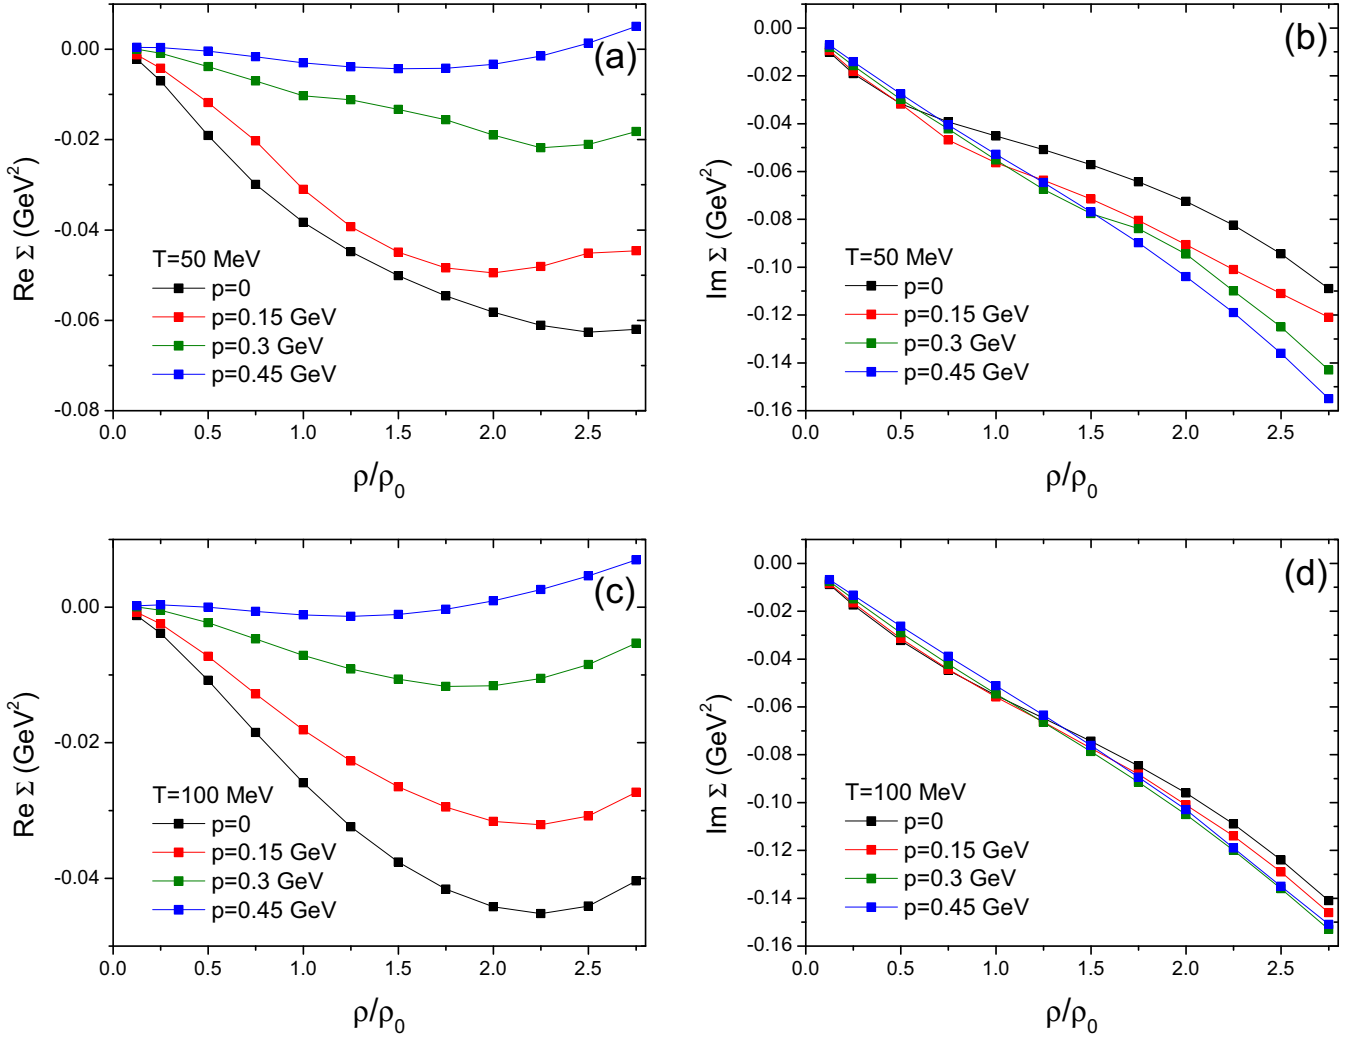 (a)
0.00
-0.02
-0.04
-0.06
-0.08
Re Σ (GeV²)
T=50 MeV
p=0
p=0.15 GeV
p=0.3 GeV
p=0.45 GeV
0.0 0.5 1.0 1.5 2.0 2.5
ρ/ρ₀
(b)
0.00
-0.02
-0.04
-0.06
-0.08
-0.10
-0.12
-0.14
-0.16
Im Σ (GeV²)
T=50 MeV
p=0
p=0.15 GeV
p=0.3 GeV
p=0.45 GeV
0.0 0.5 1.0 1.5 2.0 2.5
ρ/ρ₀
(c)
0.00
-0.02
-0.04
Re Σ (GeV²)
T=100 MeV
p=0
p=0.15 GeV
p=0.3 GeV
p=0.45 GeV
0.0 0.5 1.0 1.5 2.0 2.5
ρ/ρ₀
(d)
0.00
-0.02
-0.04
-0.06
-0.08
-0.10
-0.12
-0.14
-0.16
Im Σ (GeV²)
T=100 MeV
p=0
p=0.15 GeV
p=0.3 GeV
p=0.45 GeV
0.0 0.5 1.0 1.5 2.0 2.5
ρ/ρ₀